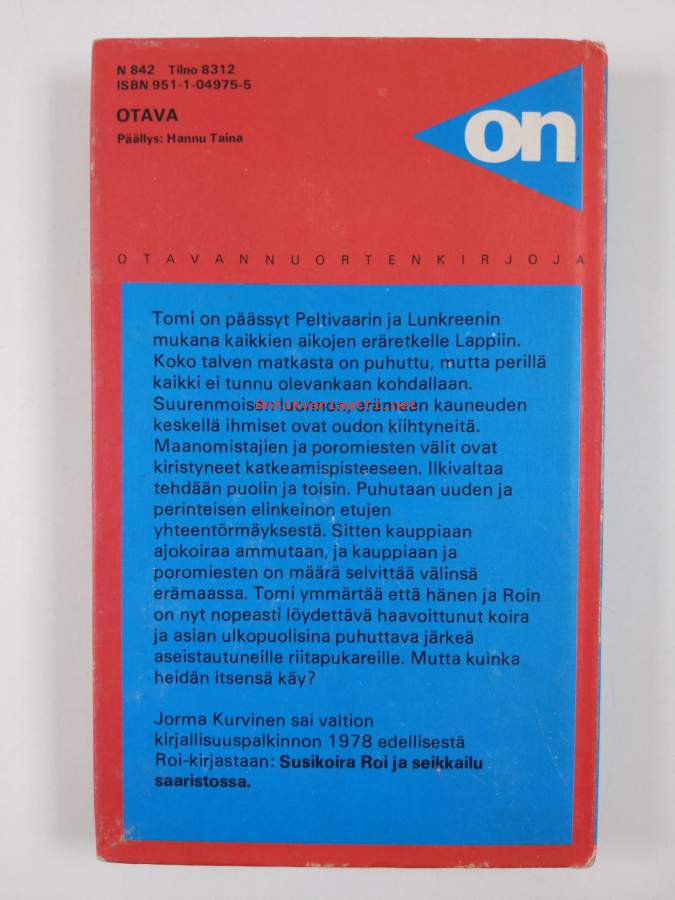 N 842 Tilno 8312
ISBN 951-1-04975-5
OTAVA
Päällys: Hannu Taina
on
OTAVANNUORTENKIRJOJA
Tomi on päässyt Peltivaarin ja Lunkreenin
mukana kaikkien aikojen eräretkelle Lappiin.
Koko talven matkasta on puhuttu, mutta perillä
kaikki ei tunnu olevankaan kohdallaan.
Suurenmoisen luonnon, erämaen kauneuden
keskellä ihmiset ovat oudon kiihtyneitä.
Maanomistajien ja poromiesten välit ovat
kiristyneet katkeamispisteeseen. Ilkivaltaa
tehdään puolin ja toisin. Puhutaan uuden ja
perinteisen elinkeinon etujen
yhteentörmäyksestä. Sitten kauppiaan
ajokoiraa ammutaan, ja kauppiaan ja
poromiesten on määrä selvittää välinsä
erämaassa. Tomi ymmärtää että hänen ja Roin
on nyt nopeasti löydettävä haavoittunut koira
ja asian ulkopuolisina puhuttava järkeä
aseistautuneille riitapukareille. Mutta kuinka
heidän itsensä käy?
Jorma Kurvinen sai valtion
kirjallisuuspalkinnon 1978 edellisestä
Roi-kirjastaan: Susikoira Roi ja seikkailu
saaristossa.